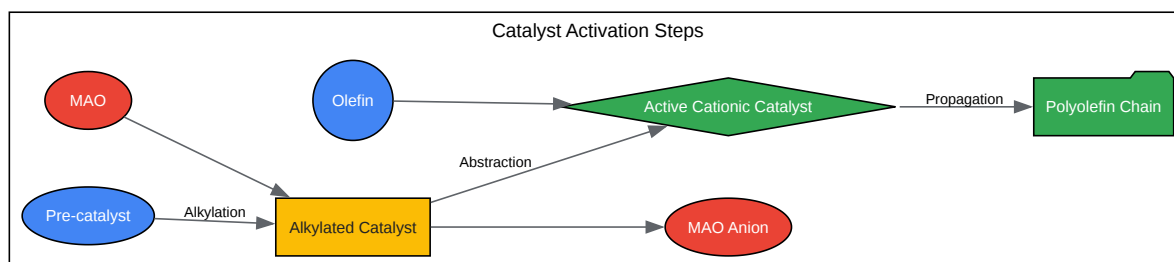 Catalyst Activation Steps
MAO
Olefin
Active Cationic Catalyst
Propagation
Polyolefin Chain
Abstraction
Pre-catalyst
Alkylation
Alkylated Catalyst
MAO Anion